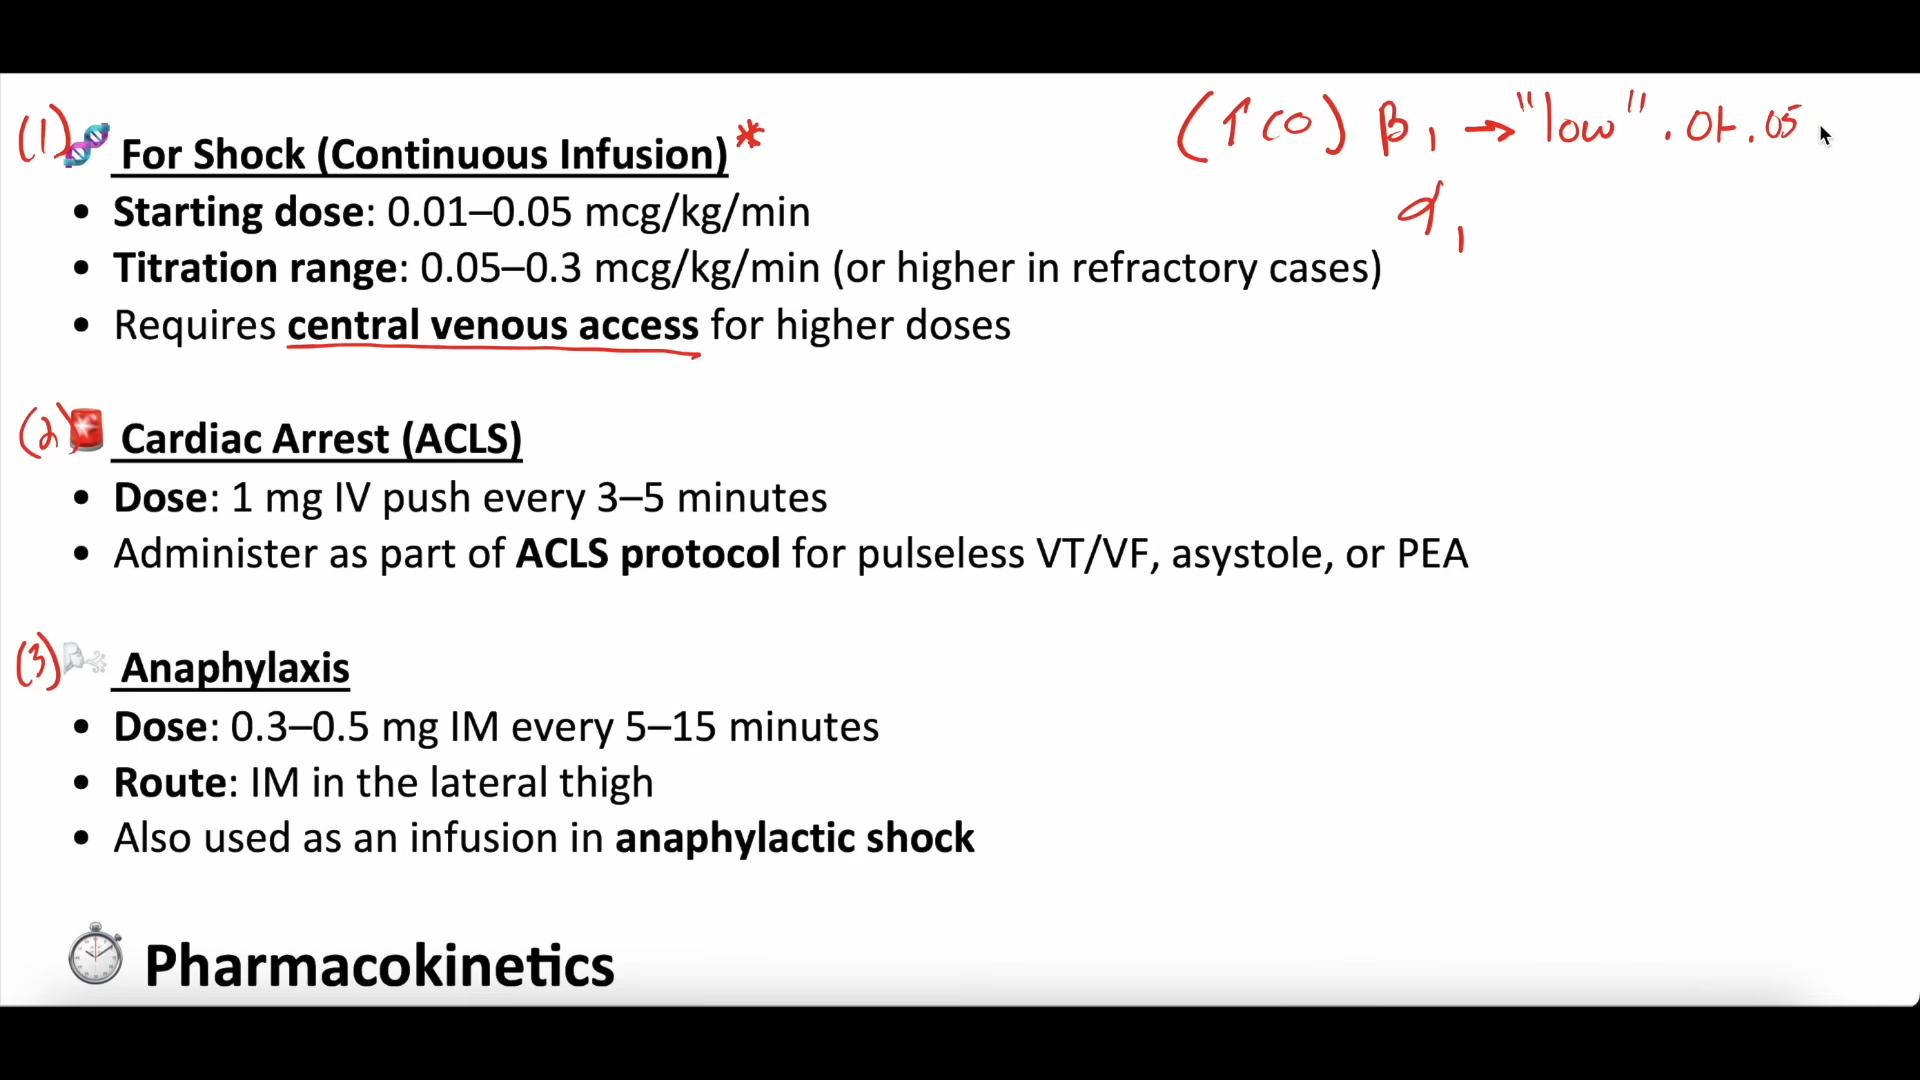 (1) For Shock (Continuous Infusion) *
(↑CO) β1 → "low" .01-.05
α1
• Starting dose: 0.01–0.05 mcg/kg/min
• Titration range: 0.05–0.3 mcg/kg/min (or higher in refractory cases)
• Requires central venous access for higher doses
(2) Cardiac Arrest (ACLS)
• Dose: 1 mg IV push every 3–5 minutes
• Administer as part of ACLS protocol for pulseless VT/VF, asystole, or PEA
(3) Anaphylaxis
• Dose: 0.3–0.5 mg IM every 5–15 minutes
• Route: IM in the lateral thigh
• Also used as an infusion in anaphylactic shock
Pharmacokinetics